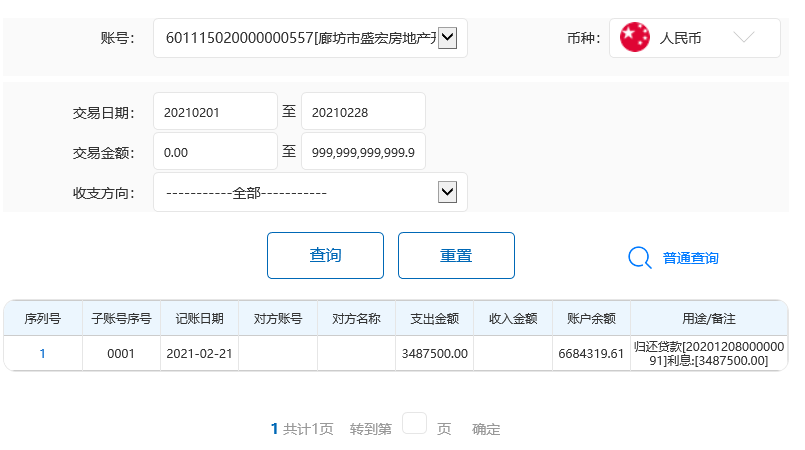 账号： 601115020000000557[廊坊市盛宏房地产开 币种： 人民币
交易日期： 20210201 至 20210228
交易金额： 0.00 至 999,999,999,999.9
收支方向： -----------全部-----------
查询 重置 普通查询
序列号 子账号序号 记账日期 对方账号 对方名称 支出金额 收入金额 账户余额 用途/备注
1 0001 2021-02-21 3487500.00 6684319.61 归还贷款[20201208000000
91]利息:[3487500.00]
1 共计1页 转到第 页 确定